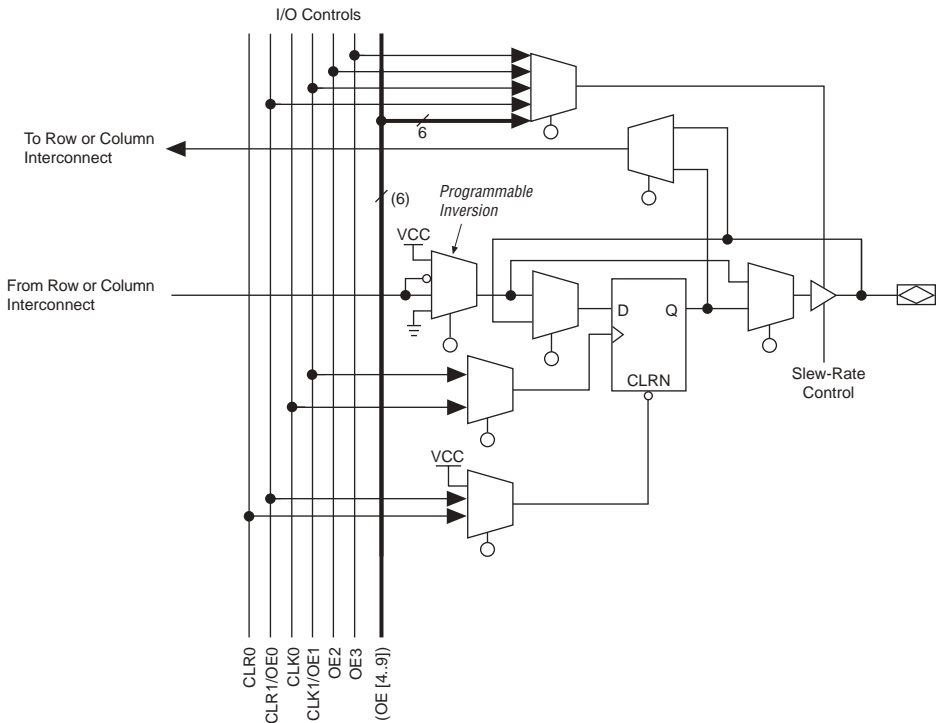 I/O Controls
6
To Row or Column
Interconnect
(6)
Programmable
Inversion
VCC
From Row or Column
Interconnect
D
Q
CLRN
Slew-Rate
Control
VCC
CLR0
CLR1/OE0
CLK0
CLK1/OE1
OE2
OE3
(OE [4..9])